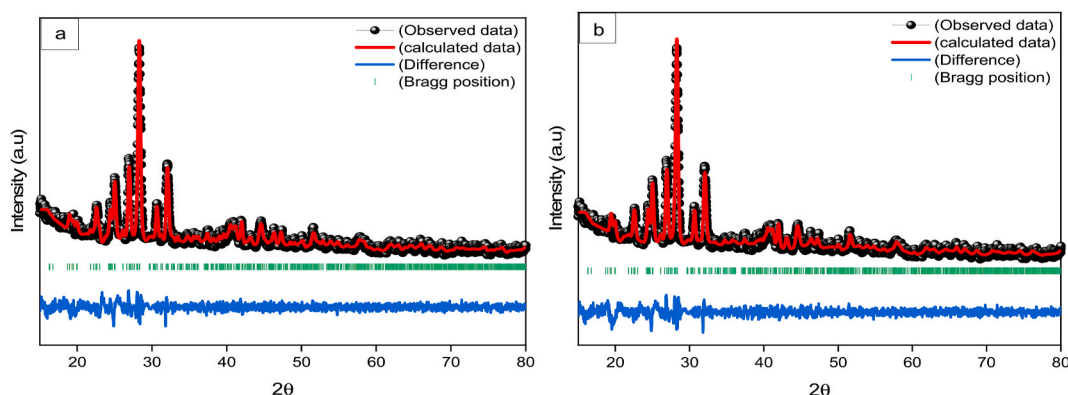 a
(Observed data)
(calculated data)
(Difference)
(Bragg position)
Intensity (a.u)
20 30 40 50 60 70 80
2θ
b
(Observed data)
(calculated data)
(Difference)
(Bragg position)
Intensity (a.u)
20 30 40 50 60 70 80
2θ